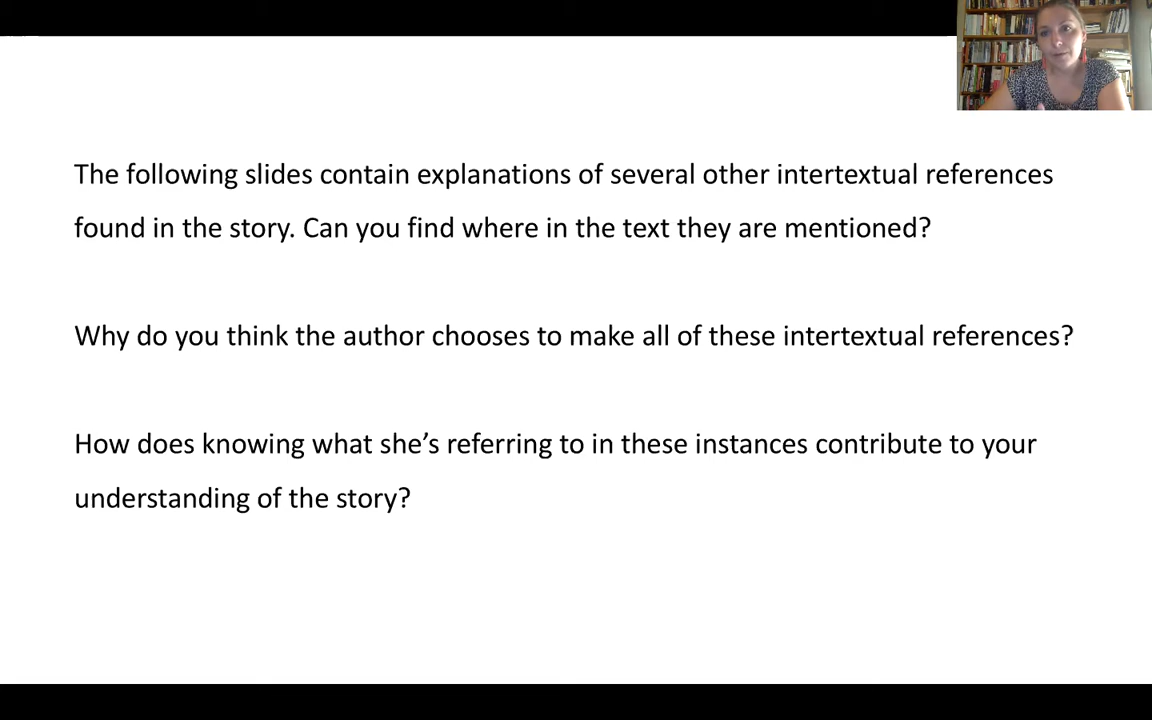 The following slides contain explanations of several other intertextual references
found in the story. Can you find where in the text they are mentioned?
Why do you think the author chooses to make all of these intertextual references?
How does knowing what she’s referring to in these instances contribute to your
understanding of the story?